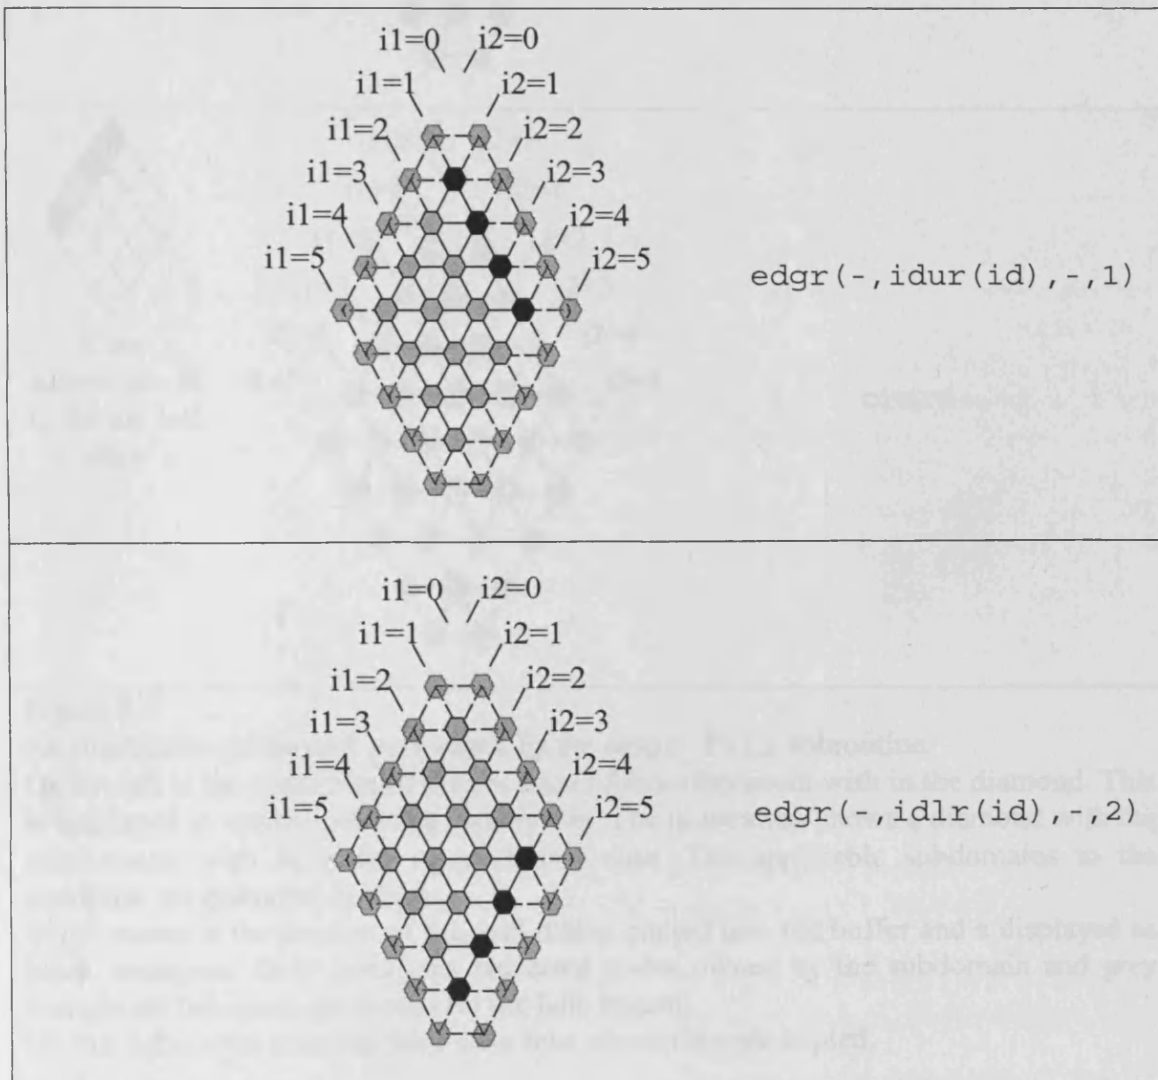 i1=0 i2=0
i1=1 i2=1
i1=2 i2=2
i1=3 i2=3
i1=4 i2=4
i1=5 i2=5
edgr(-,idur(id),-,1)
i1=0 i2=0
i1=1 i2=1
i1=2 i2=2
i1=3 i2=3
i1=4 i2=4
i1=5 i2=5
edgr(-,idlr(id),-,2)